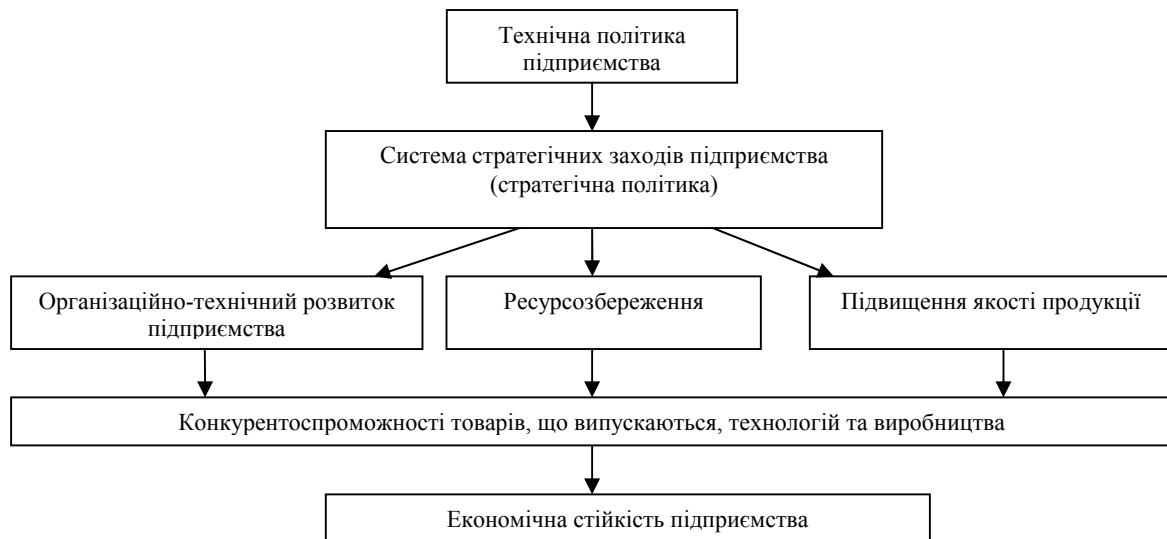 Технічна політика
підприємства
Система стратегічних заходів підприємства
(стратегічна політика)
Організаційно-технічний розвиток
підприємства
Ресурсозбереження
Підвищення якості продукції
Конкурентоспроможності товарів, що випускаються, технологій та виробництва
Економічна стійкість підприємства